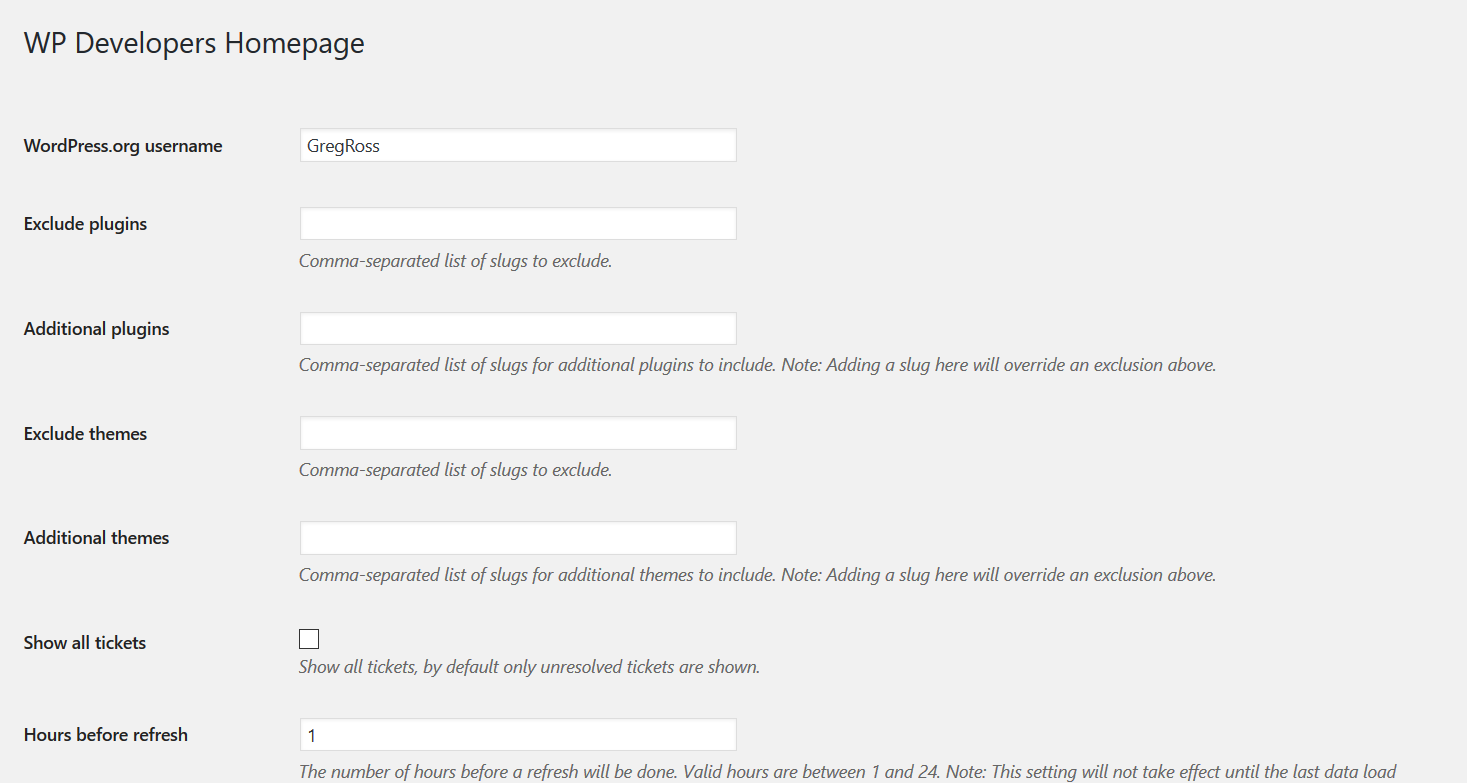 WP Developers Homepage
WordPress.org username
GregRoss
Exclude plugins
Comma-separated list of slugs to exclude.
Additional plugins
Comma-separated list of slugs for additional plugins to include. Note: Adding a slug here will override an exclusion above.
Exclude themes
Comma-separated list of slugs to exclude.
Additional themes
Comma-separated list of slugs for additional themes to include. Note: Adding a slug here will override an exclusion above.
Show all tickets
Show all tickets, by default only unresolved tickets are shown.
Hours before refresh
1
The number of hours before a refresh will be done. Valid hours are between 1 and 24. Note: This setting will not take effect until the last data load